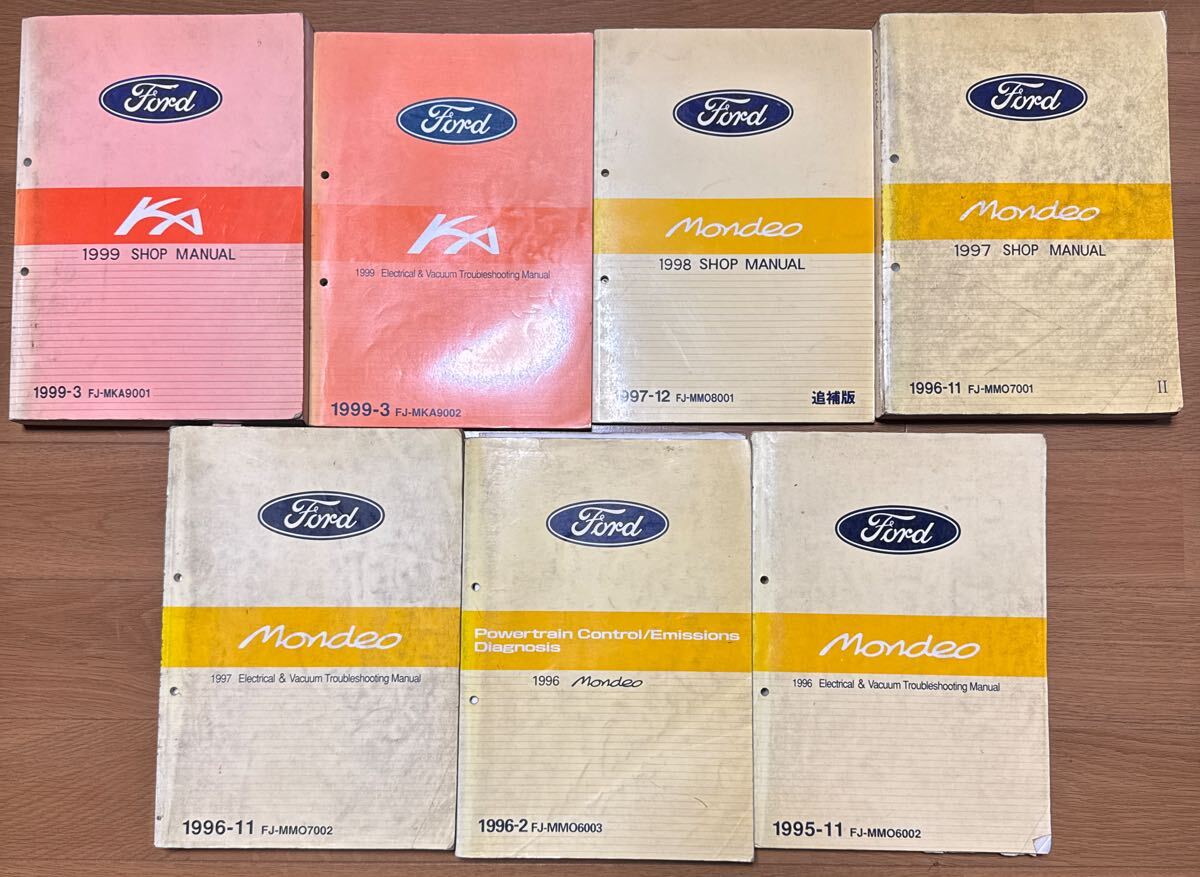 Ford
KA
1999 SHOP MANUAL
1999-3 FJ-MKA9001
Ford
KA
1999 Electrical & Vacuum Troubleshooting Manual
1999-3 FJ-MKA9002
Ford
Mondeo
1998 SHOP MANUAL
1997-12 FJ-MMO8001 追補版
Ford
Mondeo
1997 SHOP MANUAL
1996-11 FJ-MMO7001 II
Ford
Mondeo
1997 Electrical & Vacuum Troubleshooting Manual
1996-11 FJ-MMO7002
Ford
Powertrain Control/Emissions
Diagnosis
1996 Mondeo
1996-2 FJ-MMO6003
Ford
Mondeo
1996 Electrical & Vacuum Troubleshooting Manual
1995-11 FJ-MMO6002